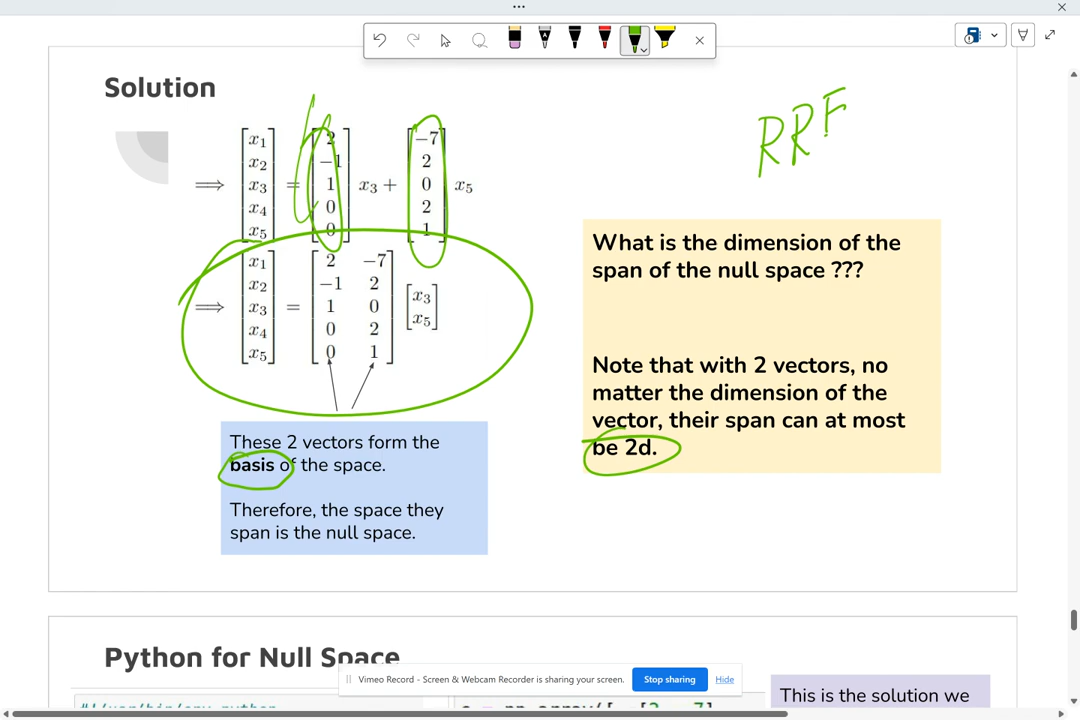 Solution
RRF
⟹ [x1 x2 x3 x4 x5] = [2 −1 1 0 0] x3 + [−7 2 0 2 1] x5
⟹ [x1 x2 x3 x4 x5] = [2 −7
−1 2
1 0
0 2
0 1] [x3 x5]
These 2 vectors form the
basis of the space.
Therefore, the space they
span is the null space.
What is the dimension of the
span of the null space ???
Note that with 2 vectors, no
matter the dimension of the
vector, their span can at most
be 2d.
Python for Null Space
Vimeo Record - Screen & Webcam Recorder is sharing your screen.
Stop sharing
Hide
This is the solution we